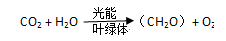 CO₂ + H₂O —光能/叶绿体→ （CH₂O） + O₂